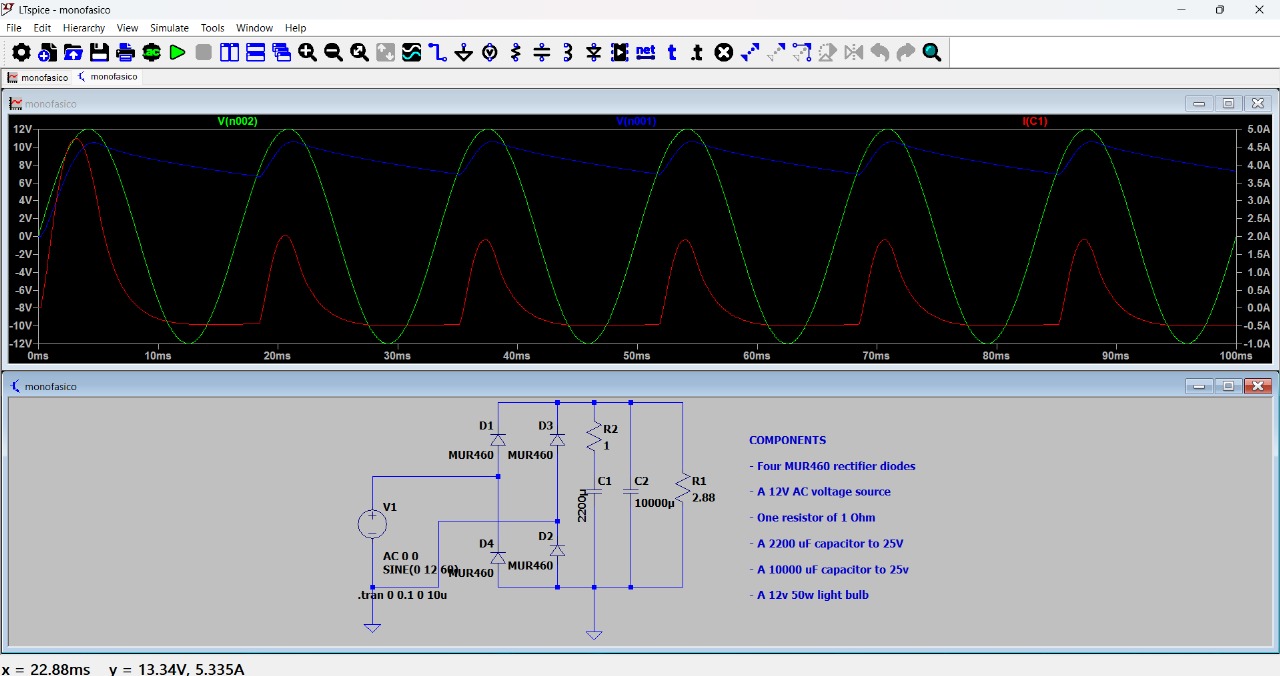 LTspice - monofasico
File Edit Hierarchy View Simulate Tools Window Help
ac net t .t
monofasico monofasico
monofasico
V(n002) V(n001) I(C1)
12V 5.0A
10V 4.5A
8V 4.0A
6V 3.5A
4V 3.0A
2V 2.5A
0V 2.0A
-2V 1.5A
-4V 1.0A
-6V 0.5A
-8V 0.0A
-10V -0.5A
-12V -1.0A
0ms 10ms 20ms 30ms 40ms 50ms 60ms 70ms 80ms 90ms 100ms
monofasico
D1 D3 R2
1
MUR460 MUR460
C1 C2 R1
2200µ 10000µ 2.88
V1
D4 D2
AC 0 0
SINE(0 12 60)
MUR460 MUR460
.tran 0 0.1 0 10u
COMPONENTS
- Four MUR460 rectifier diodes
- A 12V AC voltage source
- One resistor of 1 Ohm
- A 2200 uF capacitor to 25V
- A 10000 uF capacitor to 25v
- A 12v 50w light bulb
x = 22.88ms y = 13.34V, 5.335A